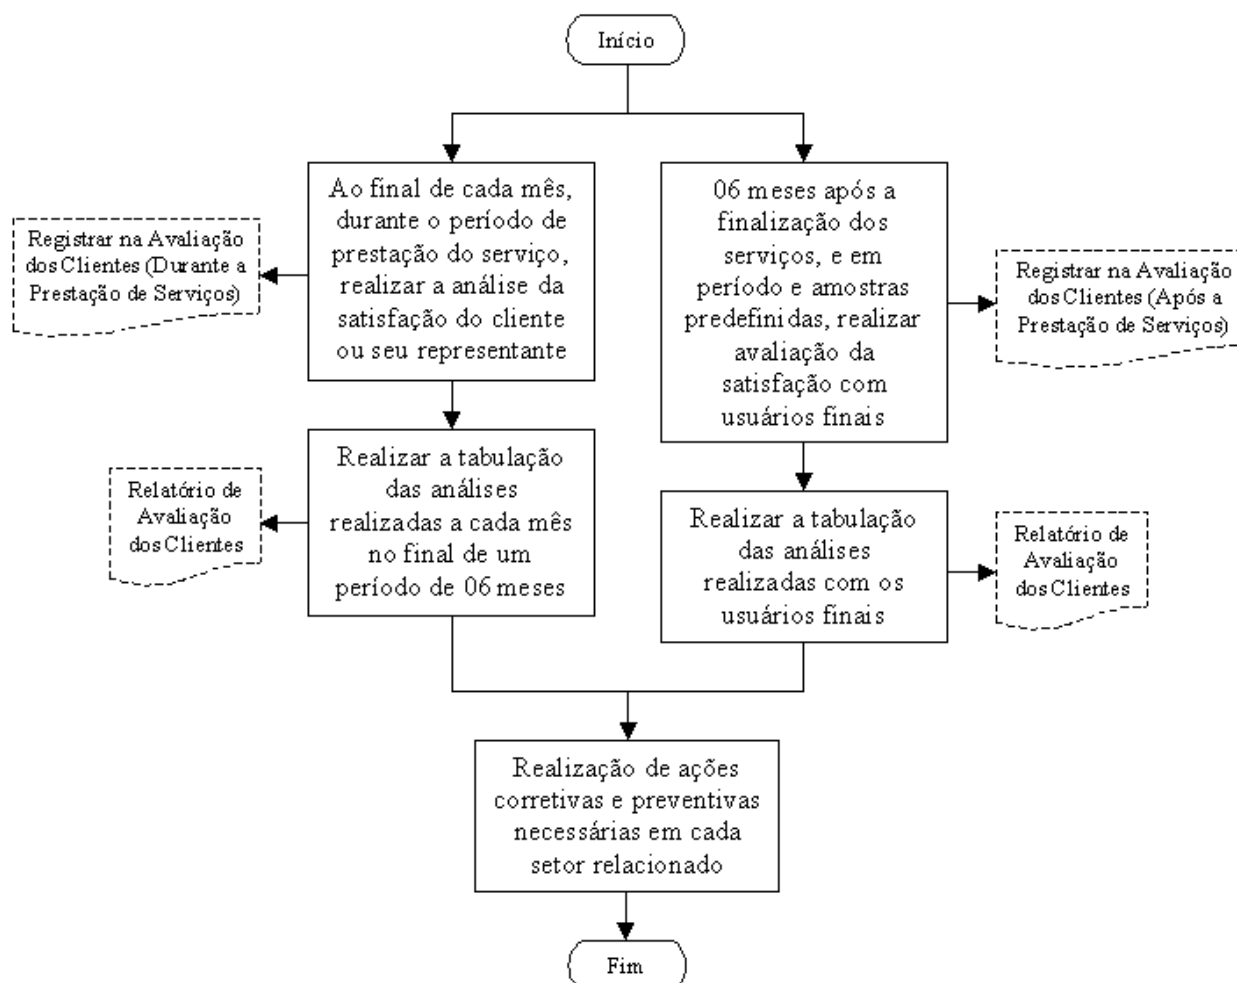 Início
Ao final de cada mês,
durante o período de
prestação do serviço,
realizar a análise da
satisfação do cliente
ou seu representante
06 meses após a
finalização dos
serviços, e em
período e amostras
predefinidas, realizar
avaliação da
satisfação com
usuários finais
Registrar na Avaliação
dos Clientes (Durante a
Prestação de Serviços)
Registrar na Avaliação
dos Clientes (Após a
Prestação de Serviços)
Realizar a tabulação
das análises
realizadas a cada mês
no final de um
período de 06 meses
Relatório de
Avaliação
dos Clientes
Realizar a tabulação
das análises
realizadas com os
usuários finais
Relatório de
Avaliação
dos Clientes
Realização de ações
corretivas e preventivas
necessárias em cada
setor relacionado
Fim